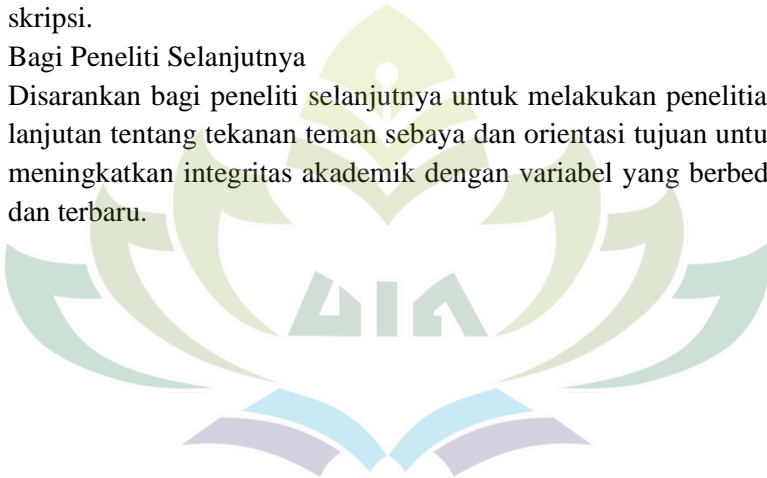 skripsi.
Bagi Peneliti Selanjutnya
Disarankan bagi peneliti selanjutnya untuk melakukan penelitia
lanjutan tentang tekanan teman sebaya dan orientasi tujuan untu
meningkatkan integritas akademik dengan variabel yang berbed
dan terbaru.
UIN